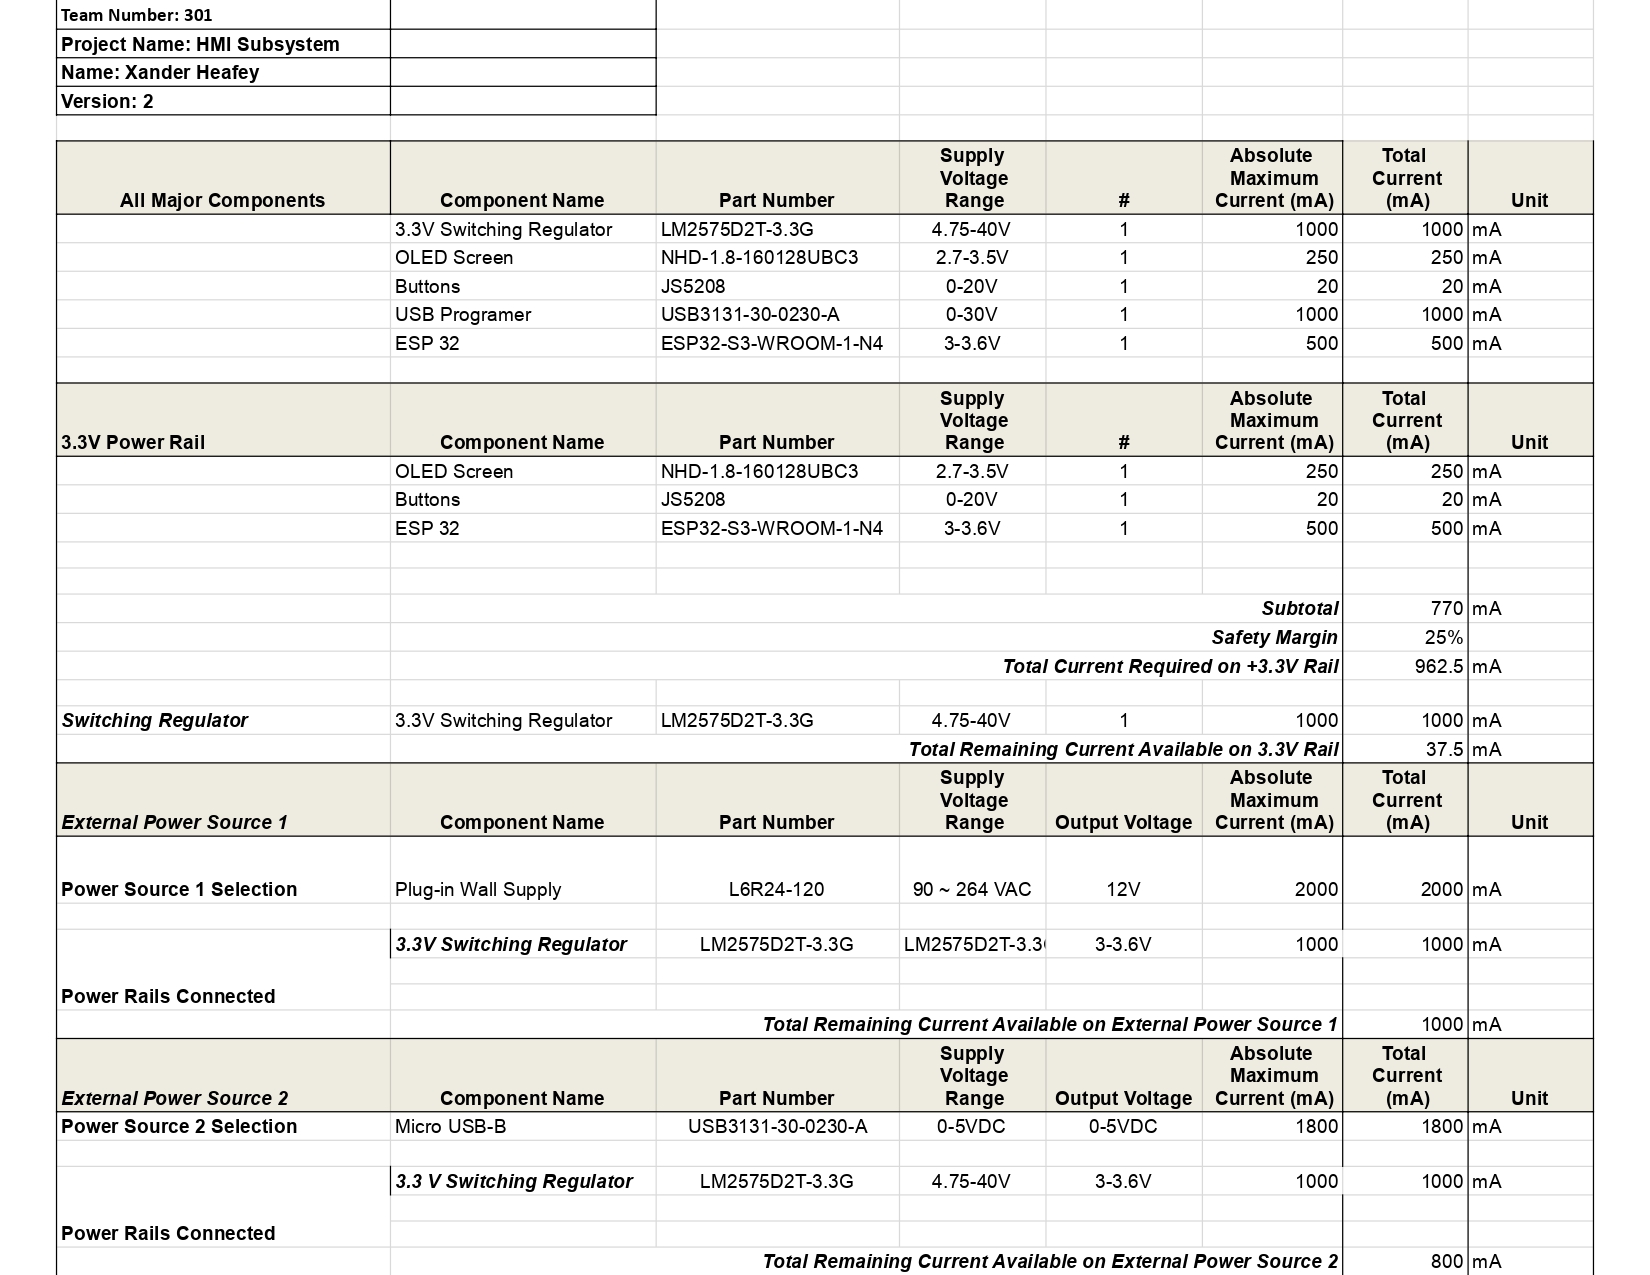 Team Number: 301
Project Name: HMI Subsystem
Name: Xander Heafey
Version: 2
All Major Components Component Name Part Number Supply Voltage Range # Absolute Maximum Current (mA) Total Current (mA) Unit
3.3V Switching Regulator LM2575D2T-3.3G 4.75-40V 1 1000 1000 mA
OLED Screen NHD-1.8-160128UBC3 2.7-3.5V 1 250 250 mA
Buttons JS5208 0-20V 1 20 20 mA
USB Programer USB3131-30-0230-A 0-30V 1 1000 1000 mA
ESP 32 ESP32-S3-WROOM-1-N4 3-3.6V 1 500 500 mA
3.3V Power Rail Component Name Part Number Supply Voltage Range # Absolute Maximum Current (mA) Total Current (mA) Unit
OLED Screen NHD-1.8-160128UBC3 2.7-3.5V 1 250 250 mA
Buttons JS5208 0-20V 1 20 20 mA
ESP 32 ESP32-S3-WROOM-1-N4 3-3.6V 1 500 500 mA
Subtotal 770 mA
Safety Margin 25%
Total Current Required on +3.3V Rail 962.5 mA
Switching Regulator 3.3V Switching Regulator LM2575D2T-3.3G 4.75-40V 1 1000 1000 mA
Total Remaining Current Available on 3.3V Rail 37.5 mA
External Power Source 1 Component Name Part Number Supply Voltage Range Output Voltage Absolute Maximum Current (mA) Total Current (mA) Unit
Power Source 1 Selection Plug-in Wall Supply L6R24-120 90 ~ 264 VAC 12V 2000 2000 mA
3.3V Switching Regulator LM2575D2T-3.3G LM2575D2T-3.3 3-3.6V 1000 1000 mA
Power Rails Connected
Total Remaining Current Available on External Power Source 1 1000 mA
External Power Source 2 Component Name Part Number Supply Voltage Range Output Voltage Absolute Maximum Current (mA) Total Current (mA) Unit
Power Source 2 Selection Micro USB-B USB3131-30-0230-A 0-5VDC 0-5VDC 1800 1800 mA
3.3 V Switching Regulator LM2575D2T-3.3G 4.75-40V 3-3.6V 1000 1000 mA
Power Rails Connected
Total Remaining Current Available on External Power Source 2 800 mA